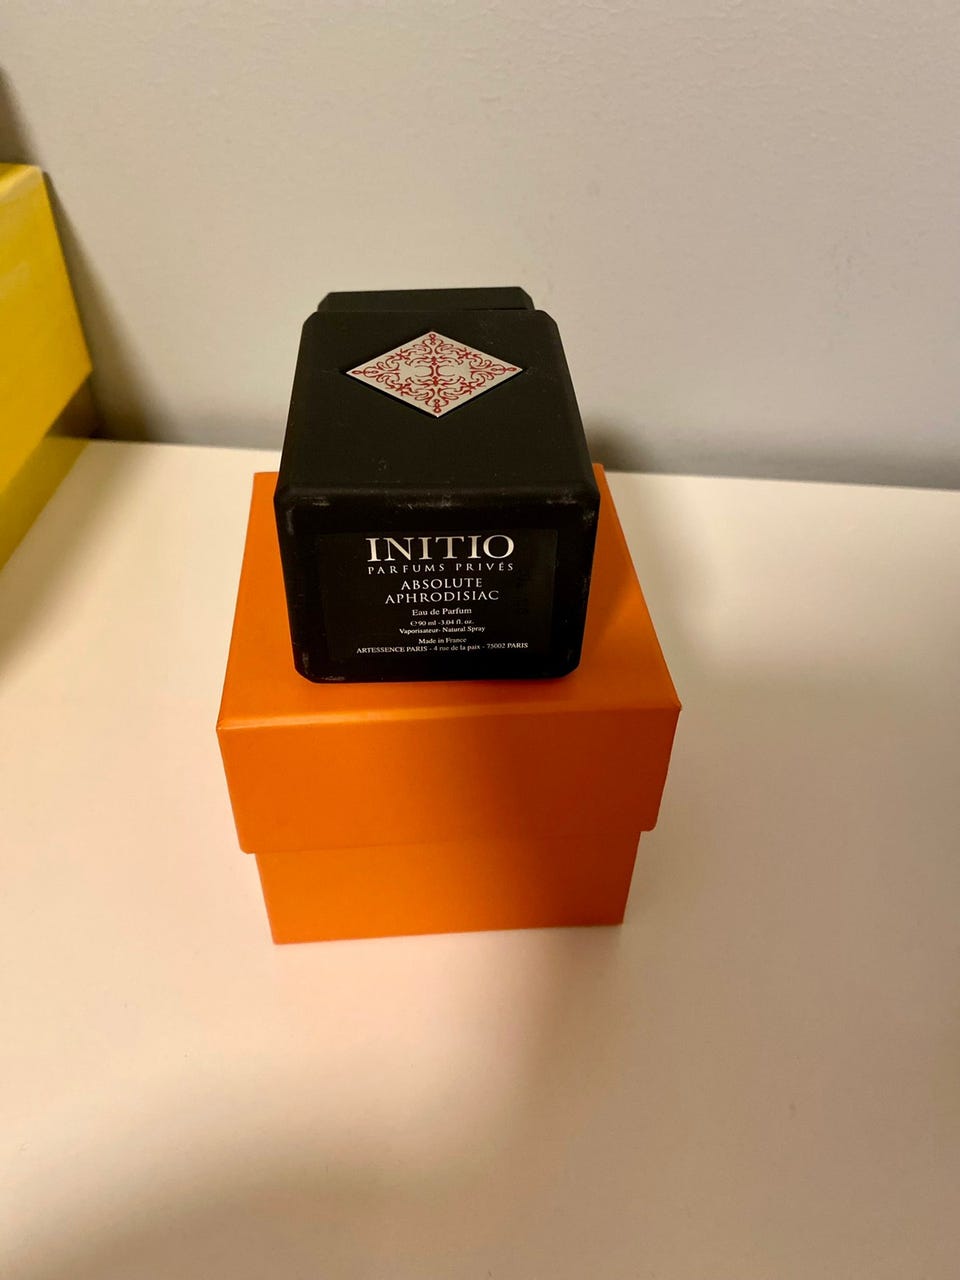 INITIO
PARFUMS PRIVÉS
ABSOLUTE
APHRODISIAC
Eau de Parfum
℮ 90 ml -3.04 fl. oz.
Vaporisateur- Natural Spray
Made in France
ARTESSENCE PARIS - 4 rue de la paix - 75002 PARIS